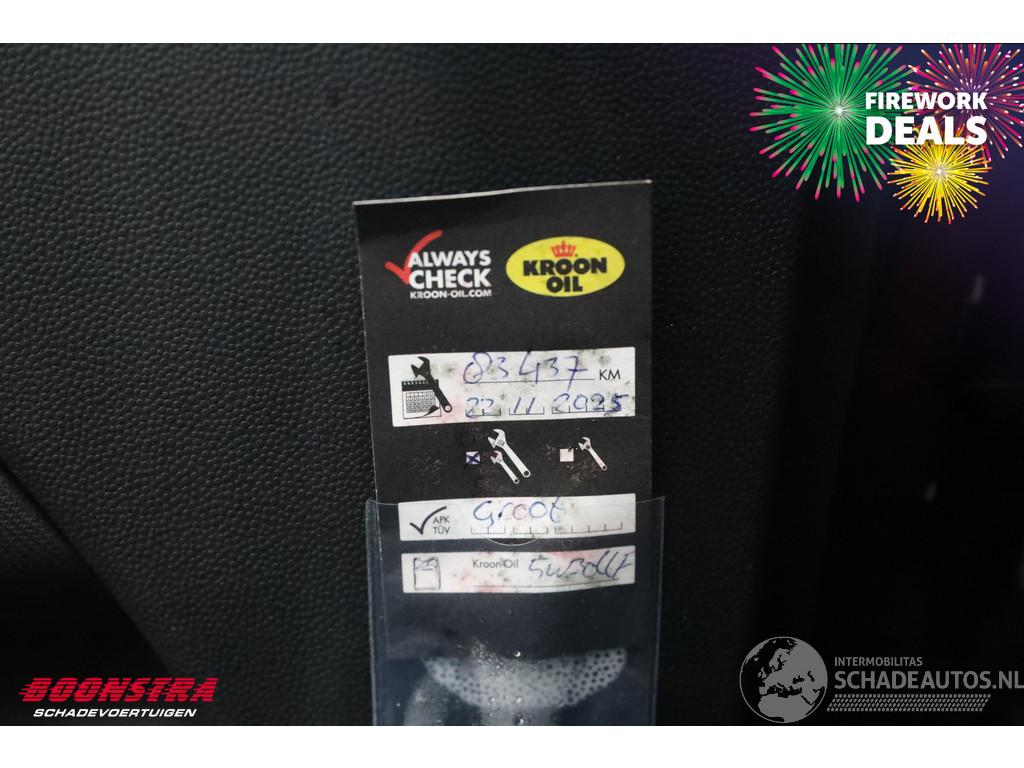 FIREWORK
DEALS
ALWAYS
CHECK
KROON-OIL.COM
KROON
OIL
83437 KM
22 11 2025
APK
TÜV
Groot
Kroon-Oil 5w30LLF
BOONSTRA
SCHADEVOERTUIGEN
INTERMOBILITAS
SCHADEAUTOS.NL